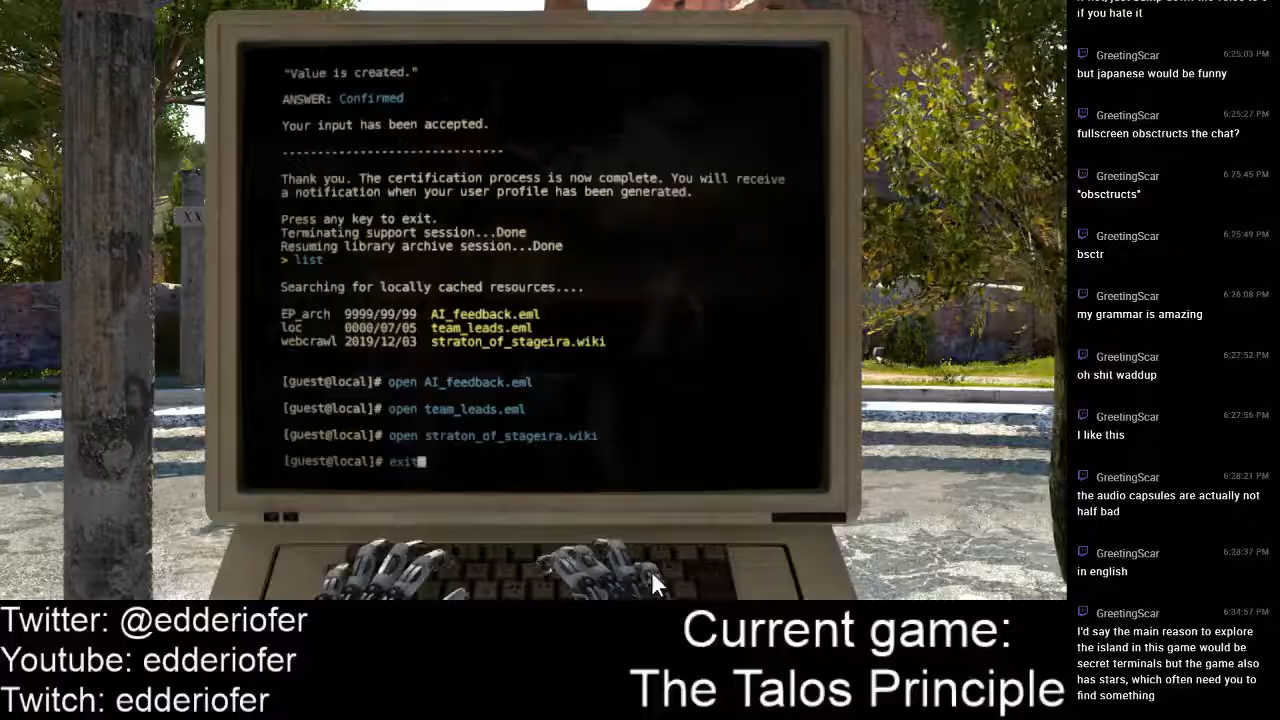 "Value is created."
ANSWER: Confirmed
Your input has been accepted.
-------------------------------
Thank you. The certification process is now complete. You will receive
a notification when your user profile has been generated.
Press any key to exit.
Terminating support session...Done
Resuming library archive session...Done
> list
Searching for locally cached resources....
EP_arch 9999/99/99 AI_feedback.eml
loc 0000/07/05 team_leads.eml
webcrawl 2019/12/03 straton_of_stageira.wiki
[guest@local]# open AI_feedback.eml
[guest@local]# open team_leads.eml
[guest@local]# open straton_of_stageira.wiki
[guest@local]# exit
XX
Twitter: @edderiofer
Youtube: edderiofer
Twitch: edderiofer
Current game:
The Talos Principle
if you hate it
GreetingScar 6:25:03 PM
but japanese would be funny
GreetingScar 6:25:27 PM
fullscreen obsctructs the chat?
GreetingScar 6:25:45 PM
"obsctructs"
GreetingScar 6:25:49 PM
bsctr
GreetingScar 6:26:08 PM
my grammar is amazing
GreetingScar 6:27:52 PM
oh shit waddup
GreetingScar 6:27:55 PM
I like this
GreetingScar 6:28:21 PM
the audio capsules are actually not
half bad
GreetingScar 6:28:37 PM
in english
GreetingScar 6:34:57 PM
I'd say the main reason to explore
the island in this game would be
secret terminals but the game also
has stars, which often need you to
find something